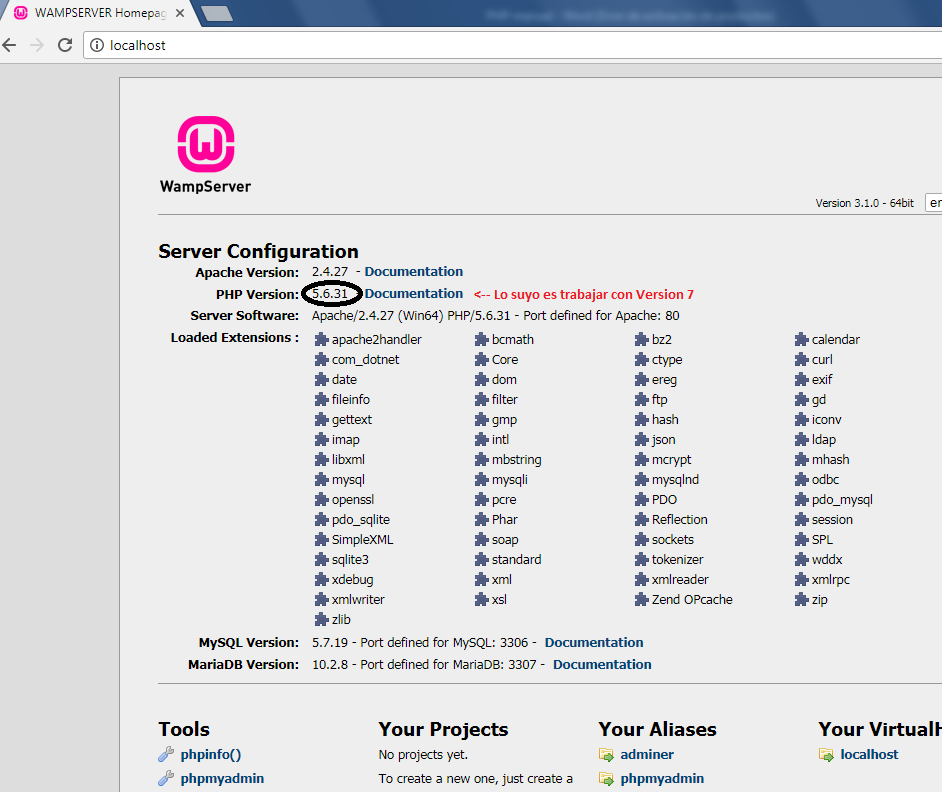 WAMPSERVER Homepag
localhost
WampServer
Version 3.1.0 - 64bit
Server Configuration
Apache Version: 2.4.27 - Documentation
PHP Version: 5.6.31 Documentation <-- Lo suyo es trabajar con Version 7
Server Software: Apache/2.4.27 (Win64) PHP/5.6.31 - Port defined for Apache: 80
Loaded Extensions : apache2handler bcmath bz2 calendar
com_dotnet Core ctype curl
date dom ereg exif
fileinfo filter ftp gd
gettext gmp hash iconv
imap intl json ldap
libxml mbstring mcrypt mhash
mysql mysqli mysqlnd odbc
openssl pcre PDO pdo_mysql
pdo_sqlite Phar Reflection session
SimpleXML soap sockets SPL
sqlite3 standard tokenizer wddx
xdebug xml xmlreader xmlrpc
xmlwriter xsl Zend OPcache zip
zlib
MySQL Version: 5.7.19 - Port defined for MySQL: 3306 - Documentation
MariaDB Version: 10.2.8 - Port defined for MariaDB: 3307 - Documentation
Tools Your Projects Your Aliases Your VirtualH
phpinfo() No projects yet. adminer localhost
phpmyadmin To create a new one, just create a phpmyadmin